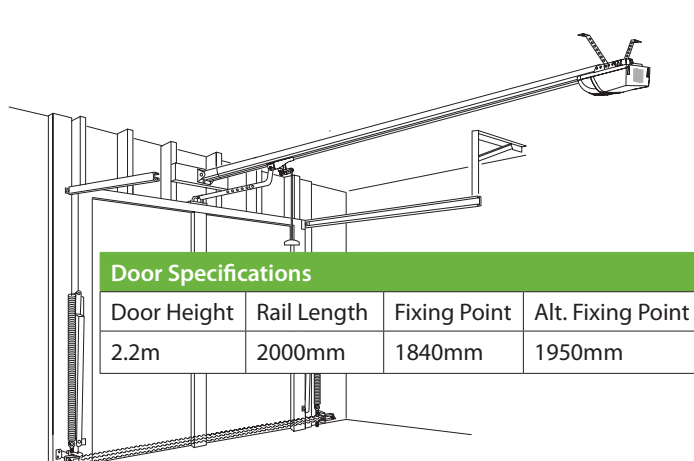 Door Specifications
Door Height Rail Length Fixing Point Alt. Fixing Point
2.2m 2000mm 1840mm 1950mm